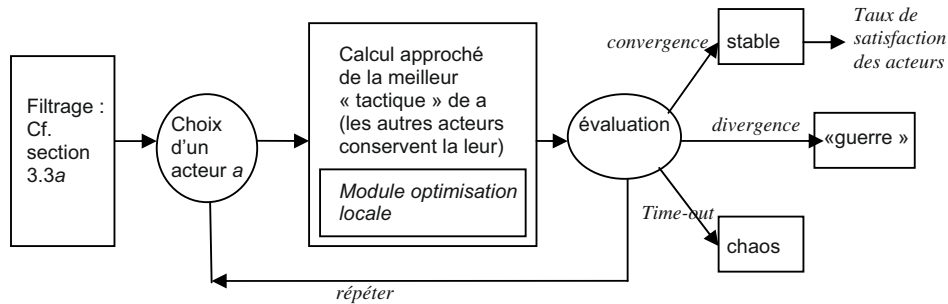 Filtrage :
Cf.
section
3.3a
Choix
d'un
acteur a
Calcul approché
de la meilleur
« tactique » de a
(les autres acteurs
conservent la leur)
Module optimisation
locale
évaluation
convergence
stable
Taux de
satisfaction
des acteurs
divergence
«guerre »
Time-out
chaos
répéter